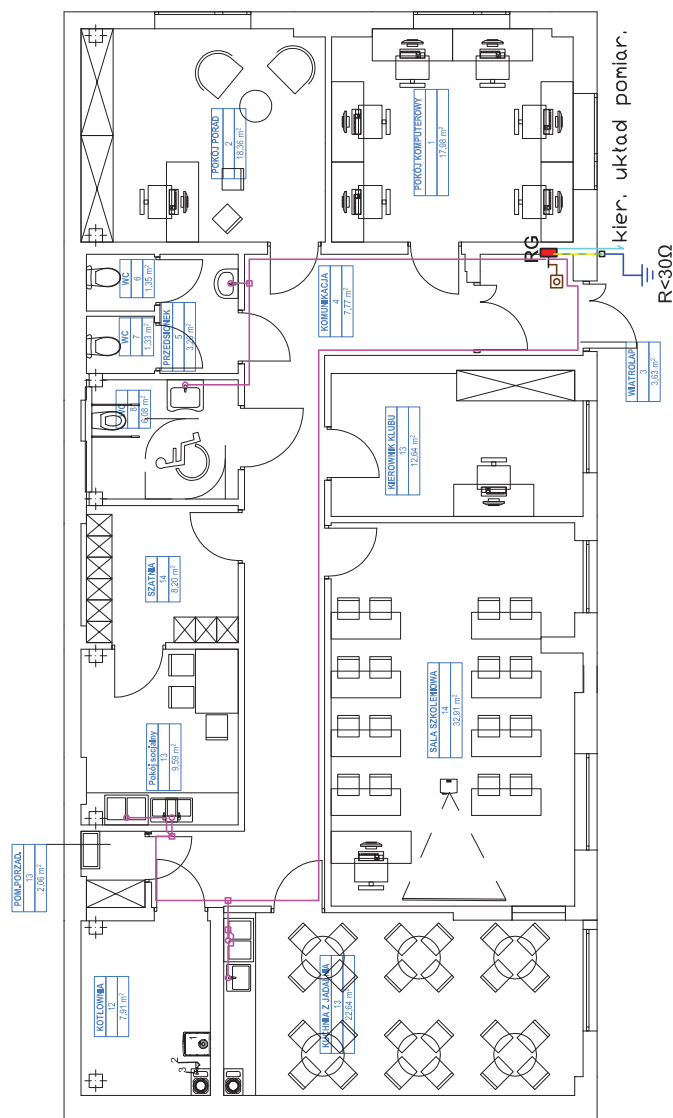 POKÓJ PORAD
2
18,36 m²
POKÓJ KOMPUTEROWY
1
17,98 m²
WC
6
1,35 m²
WC
7
1,33 m²
PRZEDSIONEK
5
WC
8
6,08 m²
KOMUNIKACJA
4
7,77 m²
RG
kier. układ pomiar.
R<30Ω
WIATROŁAP
3
3,63 m²
KIEROWNIK KLUBU
13
12,64 m²
SZATNIA
14
8,20 m²
Pokój socjalny
13
9,59 m²
SALA SZKOLENIOWA
14
32,91 m²
POM.PORZĄD.
13
2,06 m²
KOTŁOWNIA
12
7,91 m²
1
2
3
KUCHNIA Z JADALNIĄ
13
22,64 m²